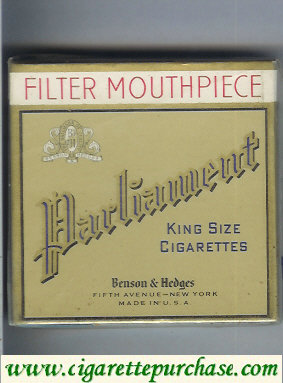 FILTER MOUTHPIECE
Parliament
KING SIZE
CIGARETTES
Benson & Hedges
FIFTH AVENUE—NEW YORK
MADE IN U.S.A.
www.cigarettepurchase.com